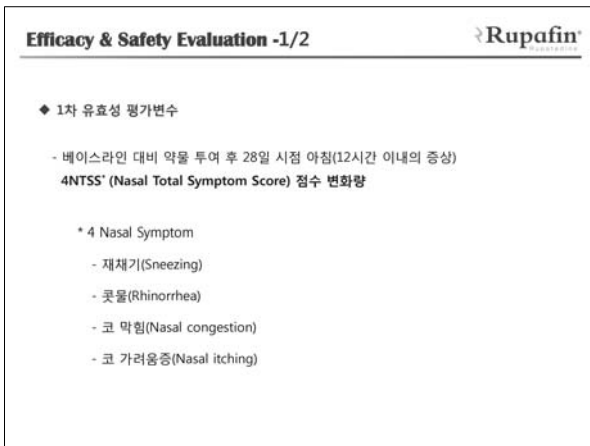 Efficacy & Safety Evaluation -1/2
Rupafin
Rupatadine
◆ 1차 유효성 평가변수
- 베이스라인 대비 약물 투여 후 28일 시점 아침(12시간 이내의 증상)
4NTSS* (Nasal Total Symptom Score) 점수 변화량
* 4 Nasal Symptom
- 재채기(Sneezing)
- 콧물(Rhinorrhea)
- 코 막힘(Nasal congestion)
- 코 가려움증(Nasal itching)